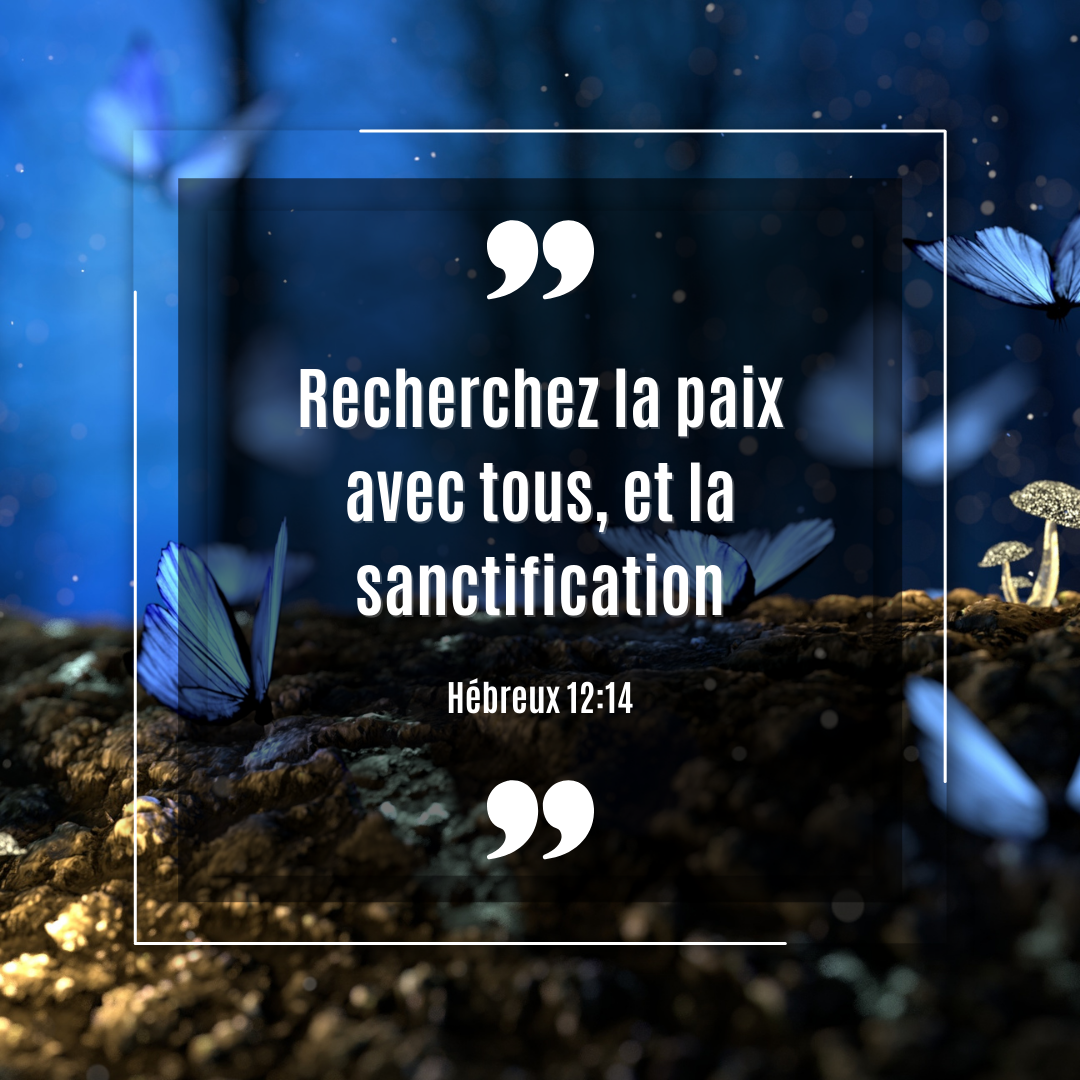 ”
Recherchez la paix
avec tous, et la
sanctification
Hébreux 12:14
”